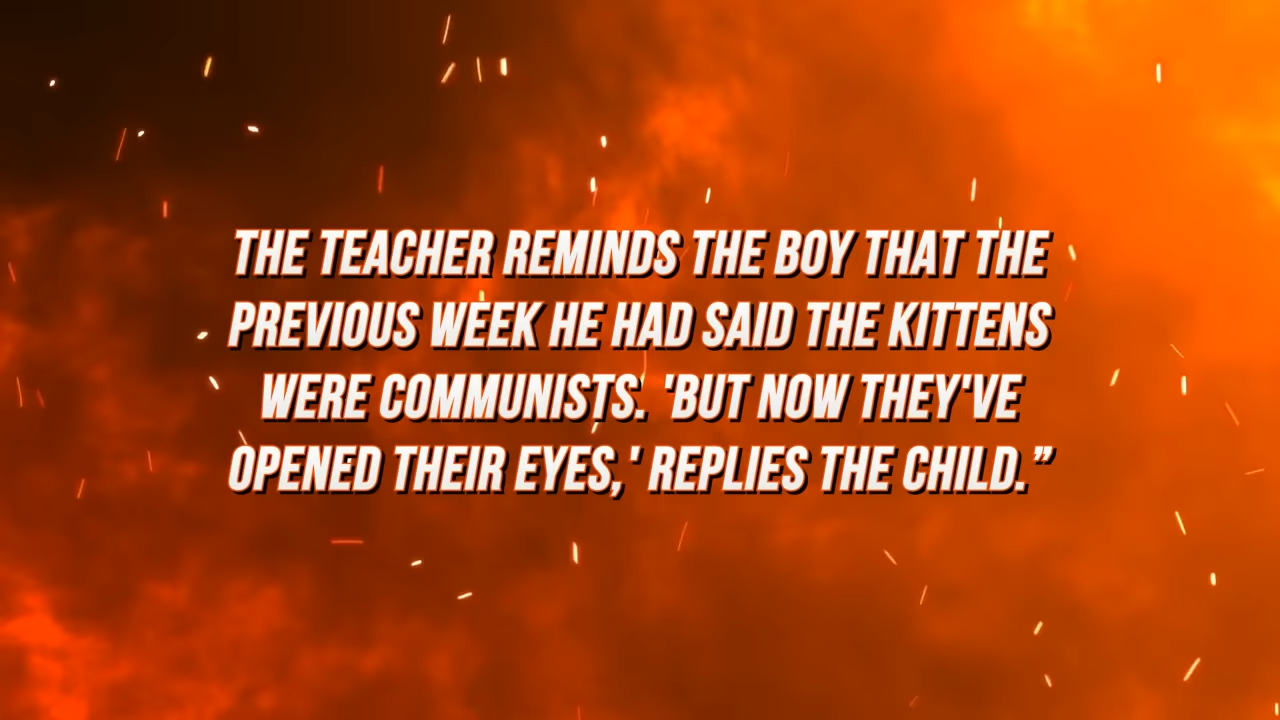 THE TEACHER REMINDS THE BOY THAT THE
PREVIOUS WEEK HE HAD SAID THE KITTENS
WERE COMMUNISTS. 'BUT NOW THEY'VE
OPENED THEIR EYES,' REPLIES THE CHILD.”